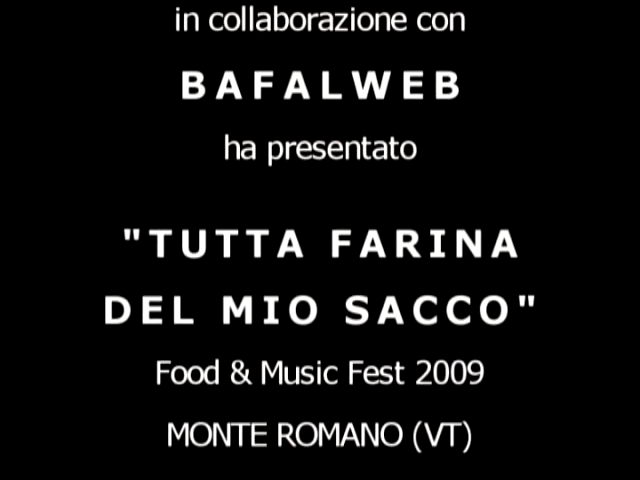 in collaborazione con
BAFALWEB
ha presentato
"TUTTA FARINA
DEL MIO SACCO"
Food & Music Fest 2009
MONTE ROMANO (VT)